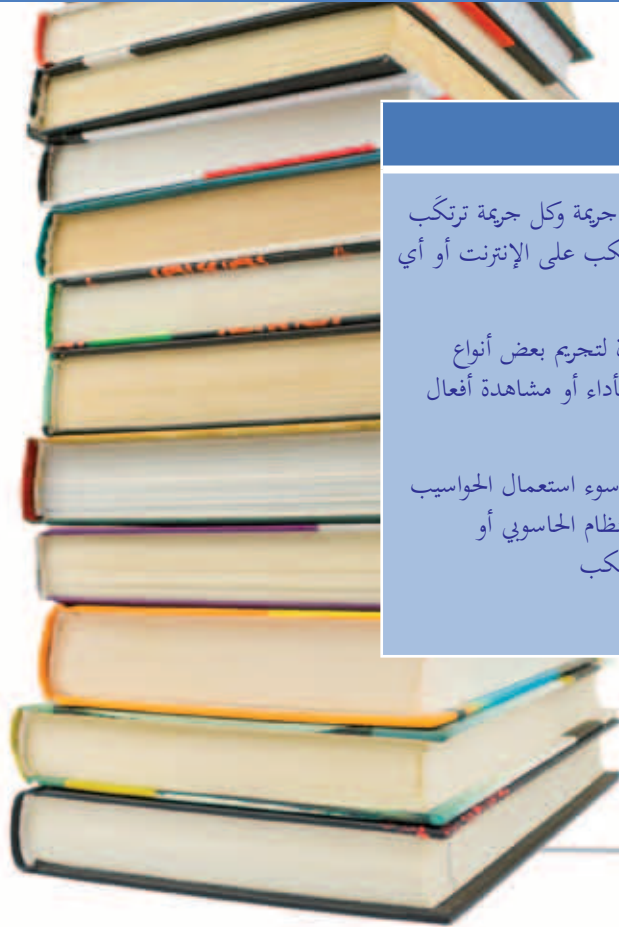 جريمة وكل جريمة ترتكَب
كب على الإنترنت أو أي
لتجريم بعض أنواع
أداء أو مشاهدة أفعال
سوء استعمال الحواسيب
ظام الحاسوبي أو
كب